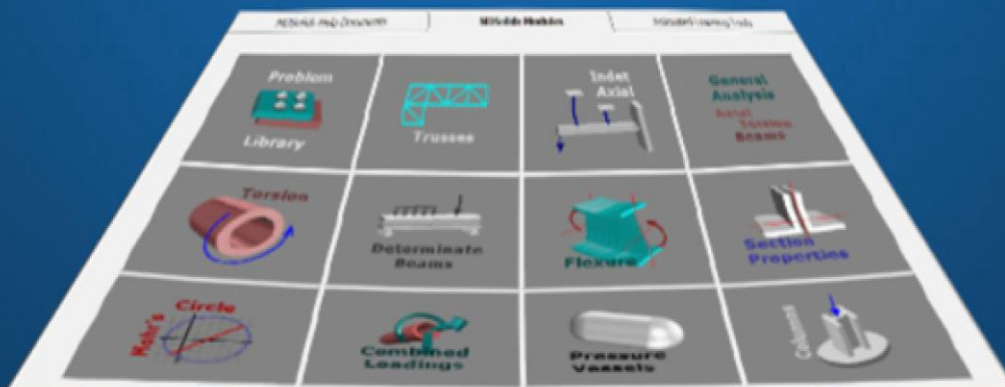 MDSolids Modules
Problem
Library
Trusses
Indet
Axial
General
Analysis
Axial
Torsion
Beams
Torsion
Determinate
Beams
Flexure
Section
Properties
Mohr's Circle
Combined
Loadings
Pressure
Vessels
Columns